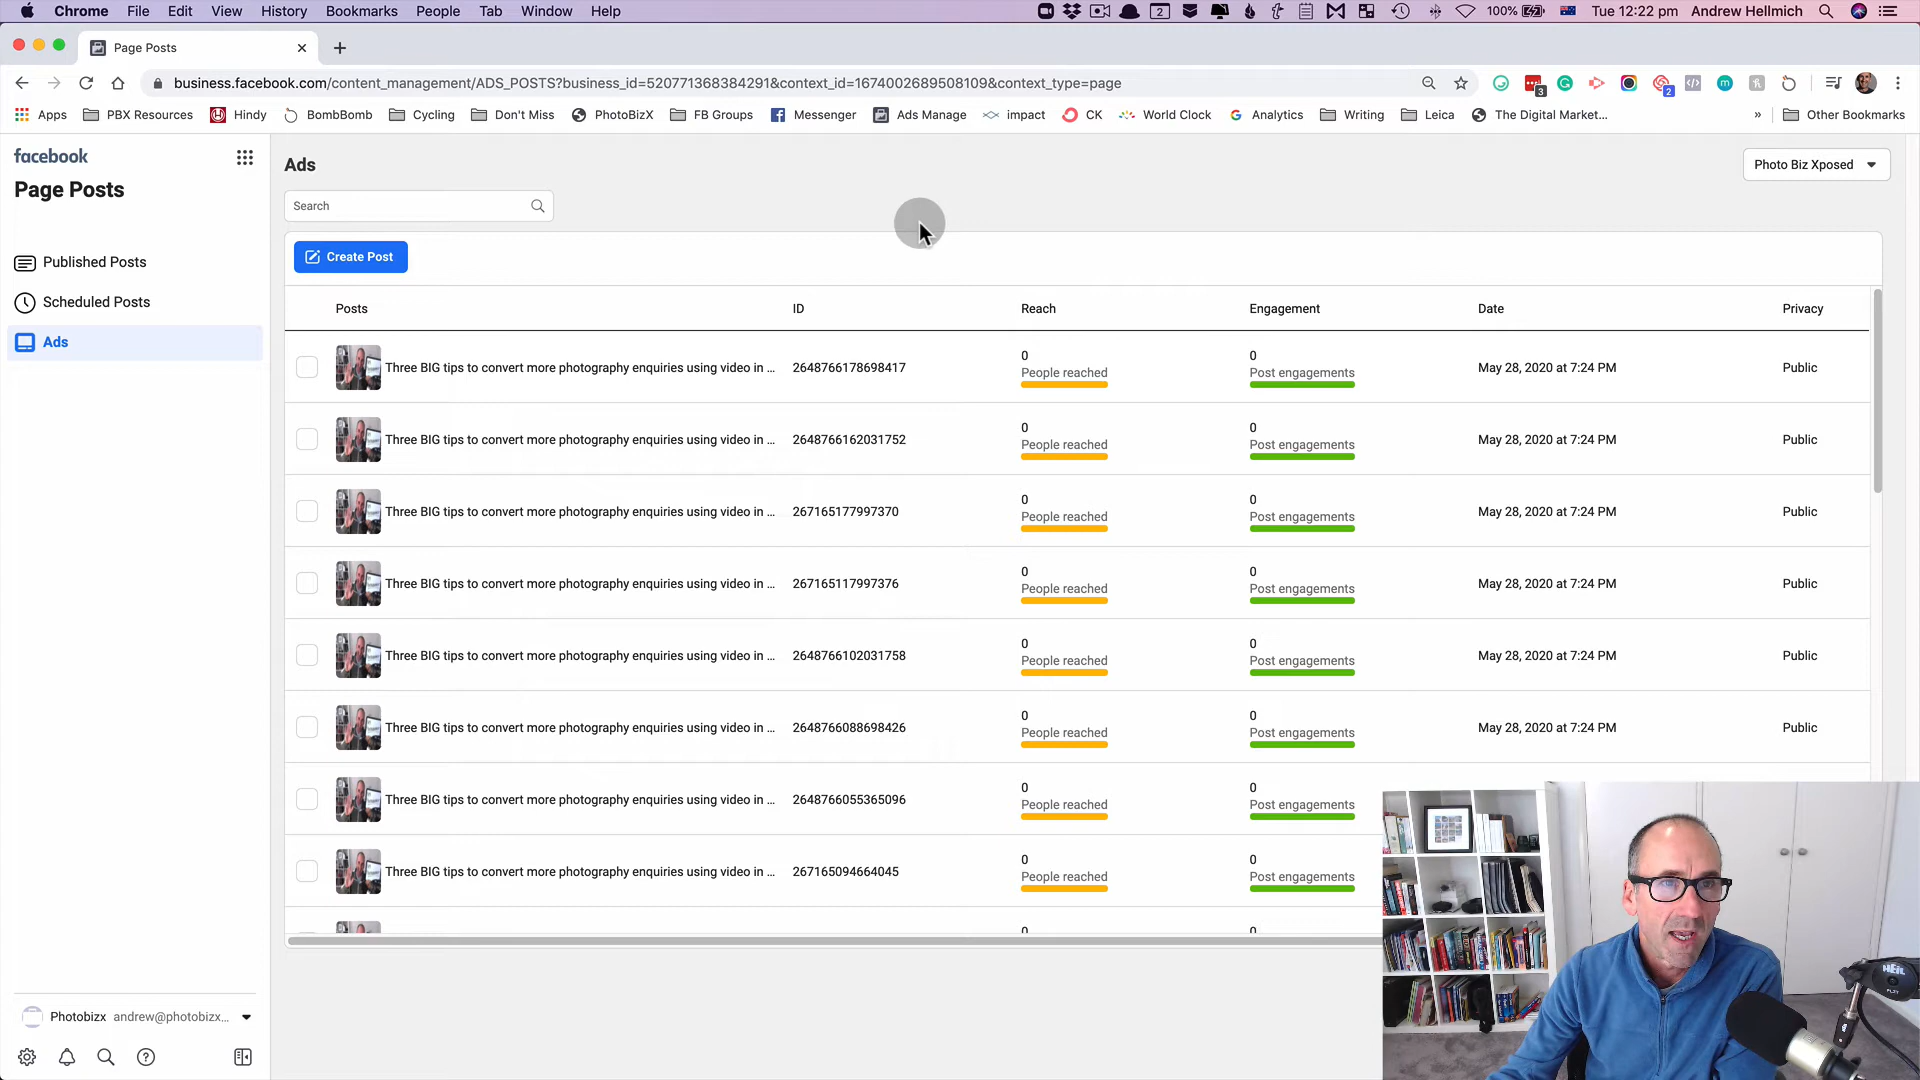 Chrome File Edit View History Bookmarks People Tab Window Help 2 100% Tue 12:22 pm Andrew Hellmich
Page Posts
business.facebook.com/content_management/ADS_POSTS?business_id=520771368384291&context_id=1674002689508109&context_type=page 3 2
Apps PBX Resources Hindy BombBomb Cycling Don't Miss PhotoBizX FB Groups Messenger Ads Manage impact CK World Clock Analytics Writing Leica The Digital Market... » Other Bookmarks
facebook
Page Posts
Published Posts
Scheduled Posts
Ads
Photobizx andrew@photobizx...
Ads
Photo Biz Xposed
Search
Create Post
Posts ID Reach Engagement Date Privacy
Three BIG tips to convert more photography enquiries using video in ... 2648766178698417 0 People reached 0 Post engagements May 28, 2020 at 7:24 PM Public
Three BIG tips to convert more photography enquiries using video in ... 2648766162031752 0 People reached 0 Post engagements May 28, 2020 at 7:24 PM Public
Three BIG tips to convert more photography enquiries using video in ... 267165177997370 0 People reached 0 Post engagements May 28, 2020 at 7:24 PM Public
Three BIG tips to convert more photography enquiries using video in ... 267165117997376 0 People reached 0 Post engagements May 28, 2020 at 7:24 PM Public
Three BIG tips to convert more photography enquiries using video in ... 2648766102031758 0 People reached 0 Post engagements May 28, 2020 at 7:24 PM Public
Three BIG tips to convert more photography enquiries using video in ... 2648766088698426 0 People reached 0 Post engagements May 28, 2020 at 7:24 PM Public
Three BIG tips to convert more photography enquiries using video in ... 2648766055365096 0 People reached 0 Post engagements
Three BIG tips to convert more photography enquiries using video in ... 267165094664045 0 People reached 0 Post engagements
0 0
HEIL